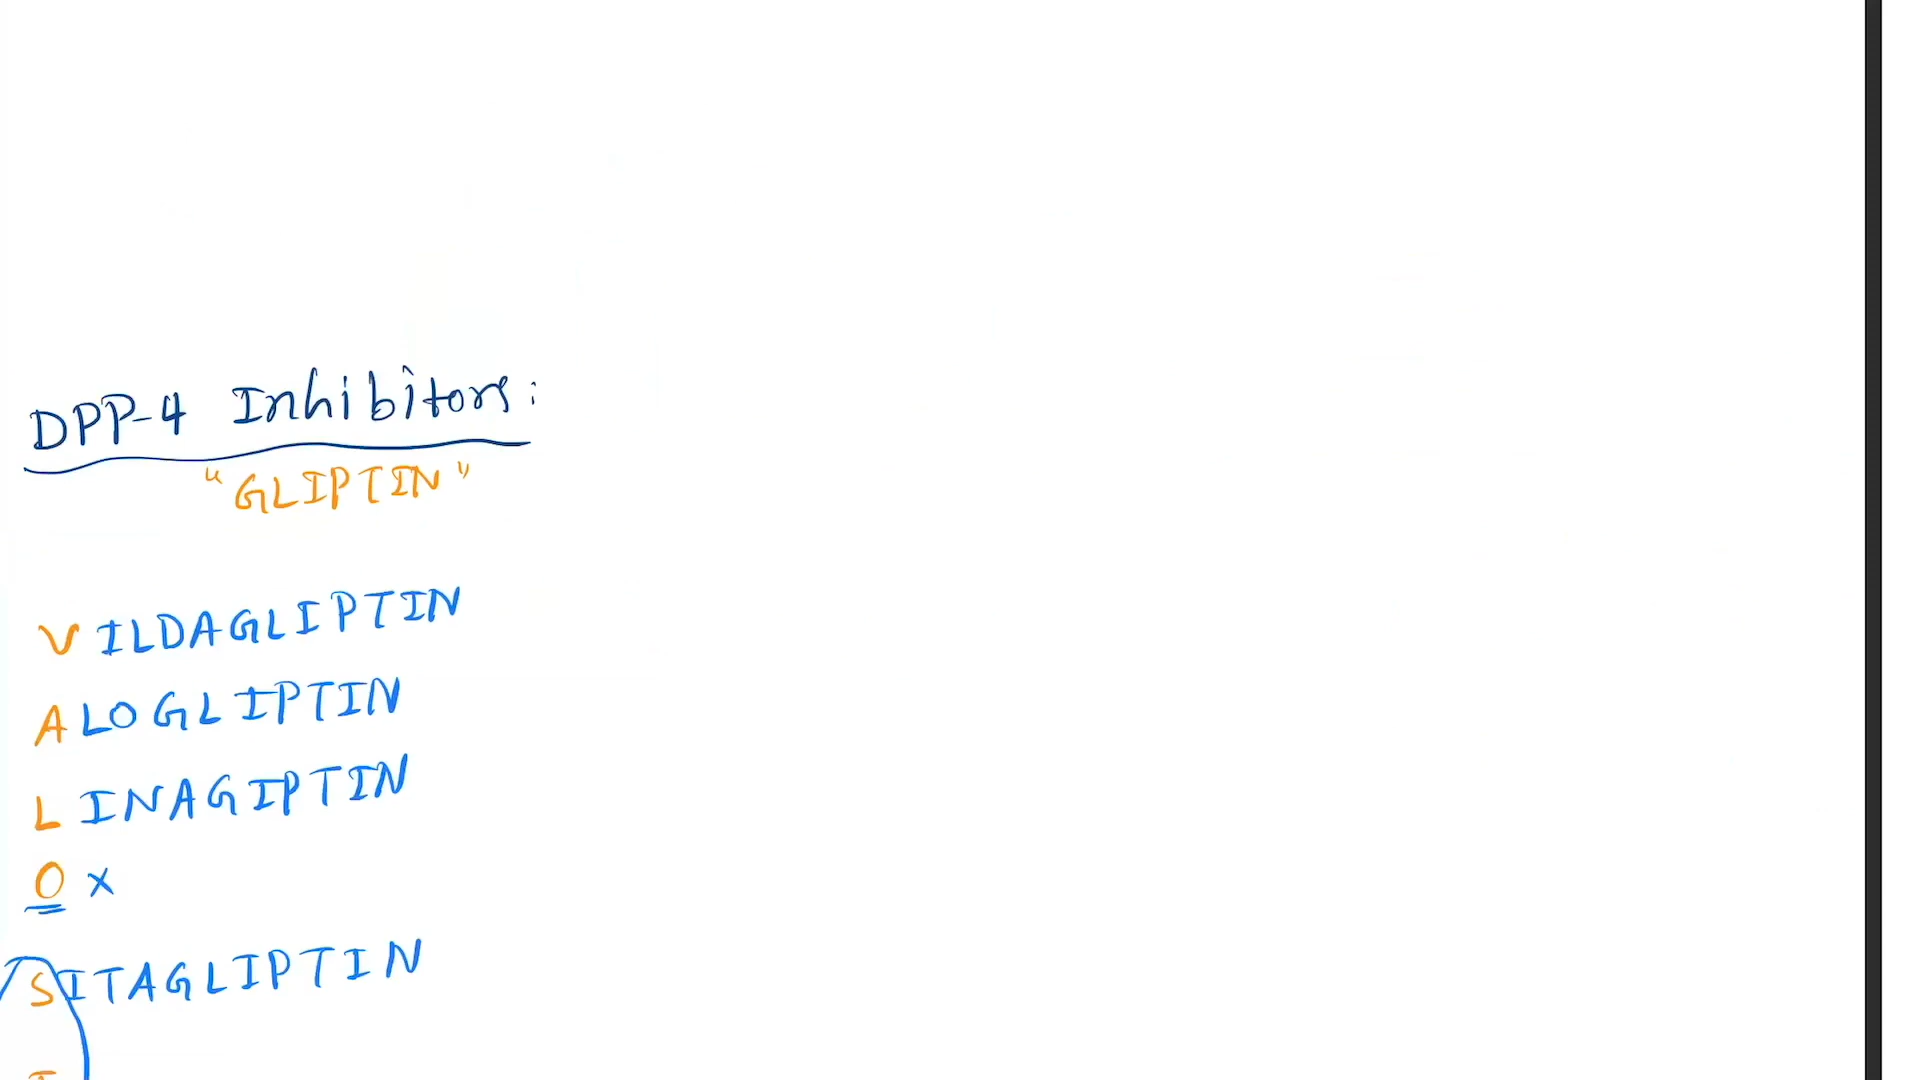 DPP-4 Inhibitors:
"GLIPTIN"
VILDAGLIPTIN
ALOGLIPTIN
LINAGIPTIN
O x
SITAGLIPTIN